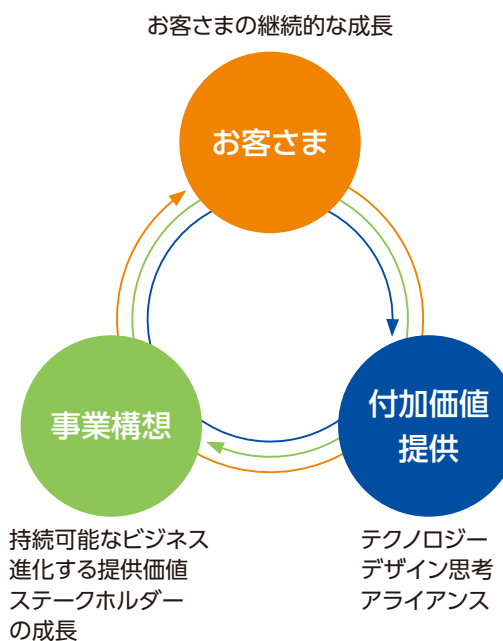 お客さまの継続的な成長
お客さま
事業構想
付加価値
提供
持続可能なビジネス
進化する提供価値
ステークホルダー
の成長
テクノロジー
デザイン思考
アライアンス